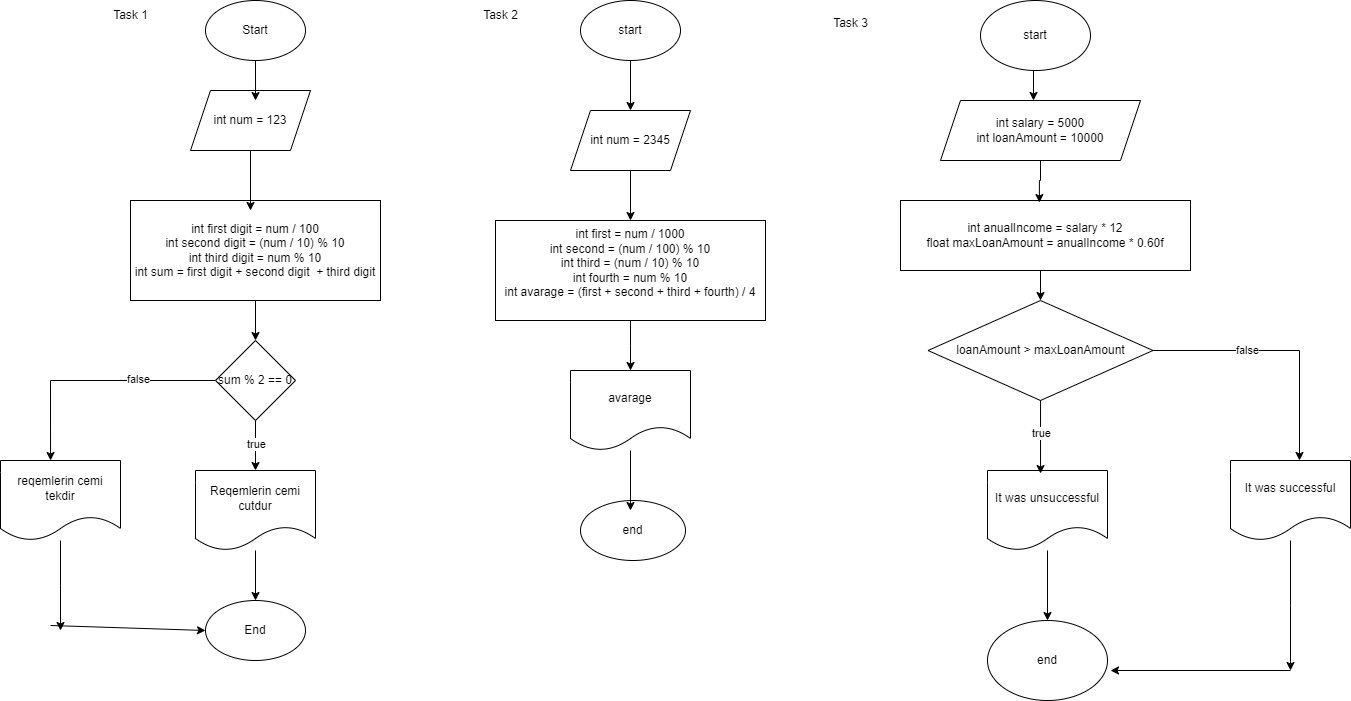 Task 1
Start
int num = 123
int first digit = num / 100
int second digit = (num / 10) % 10
int third digit = num % 10
int sum = first digit + second digit  + third digit
sum % 2 == 0
false
true
reqemlerin cemi
tekdir
Reqemlerin cemi
cutdur
End
Task 2
start
int num = 2345
int first = num / 1000
int second = (num / 100) % 10
int third = (num / 10) % 10
int fourth = num % 10
int avarage = (first + second + third + fourth) / 4
avarage
end
Task 3
start
int salary = 5000
int loanAmount = 10000
int anualIncome = salary * 12
float maxLoanAmount = anualIncome * 0.60f
loanAmount > maxLoanAmount
false
true
It was unsuccessful
It was successful
end